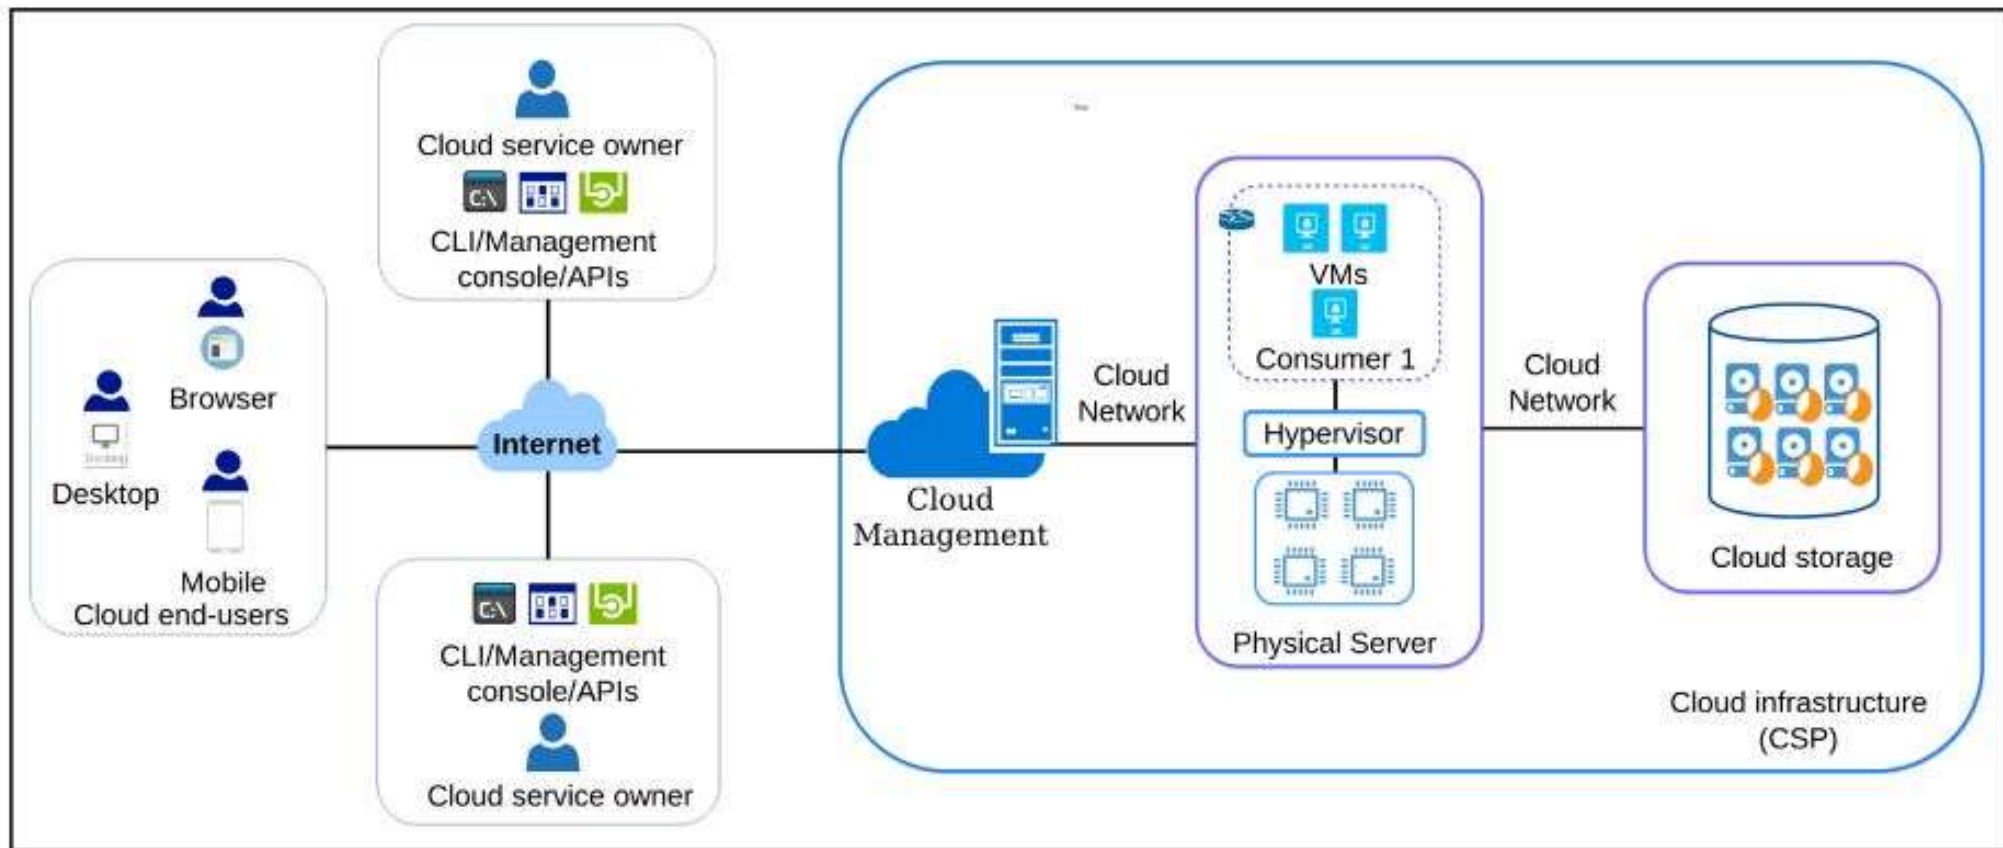 Cloud service owner
C:\
CLI/Management
console/APIs
Browser
Desktop
Mobile
Cloud end-users
Internet
C:\
CLI/Management
console/APIs
Cloud service owner
Cloud
Management
Cloud
Network
VMs
Consumer 1
Hypervisor
Physical Server
Cloud
Network
Cloud storage
Cloud infrastructure
(CSP)